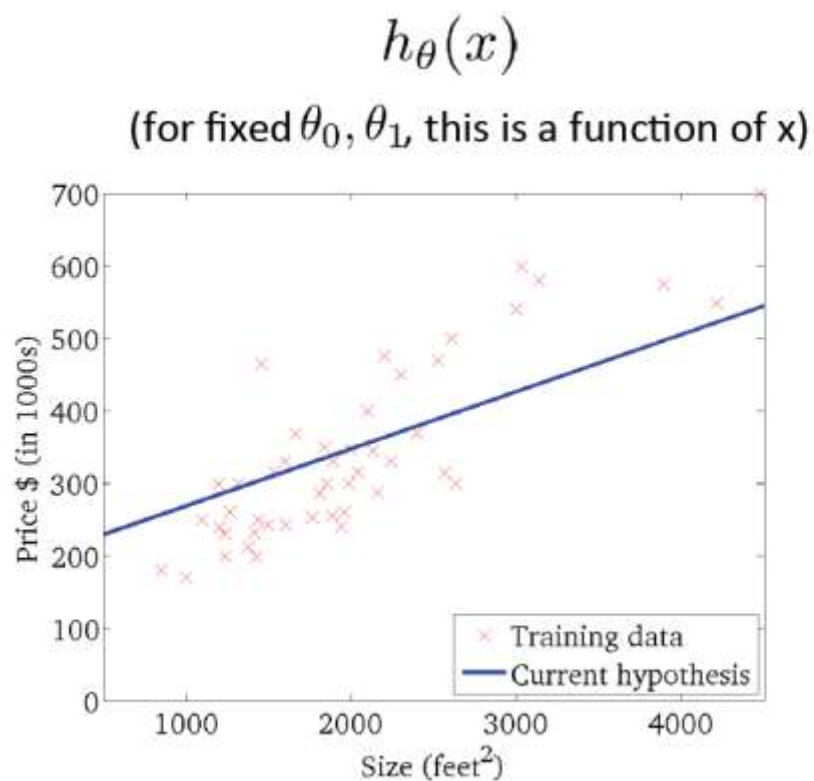 hθ(x)
(for fixed θ0, θ1, this is a function of x)
700
600
500
400
300
200
100
0
Price $ (in 1000s)
Training data
Current hypothesis
1000 2000 3000 4000
Size (feet²)